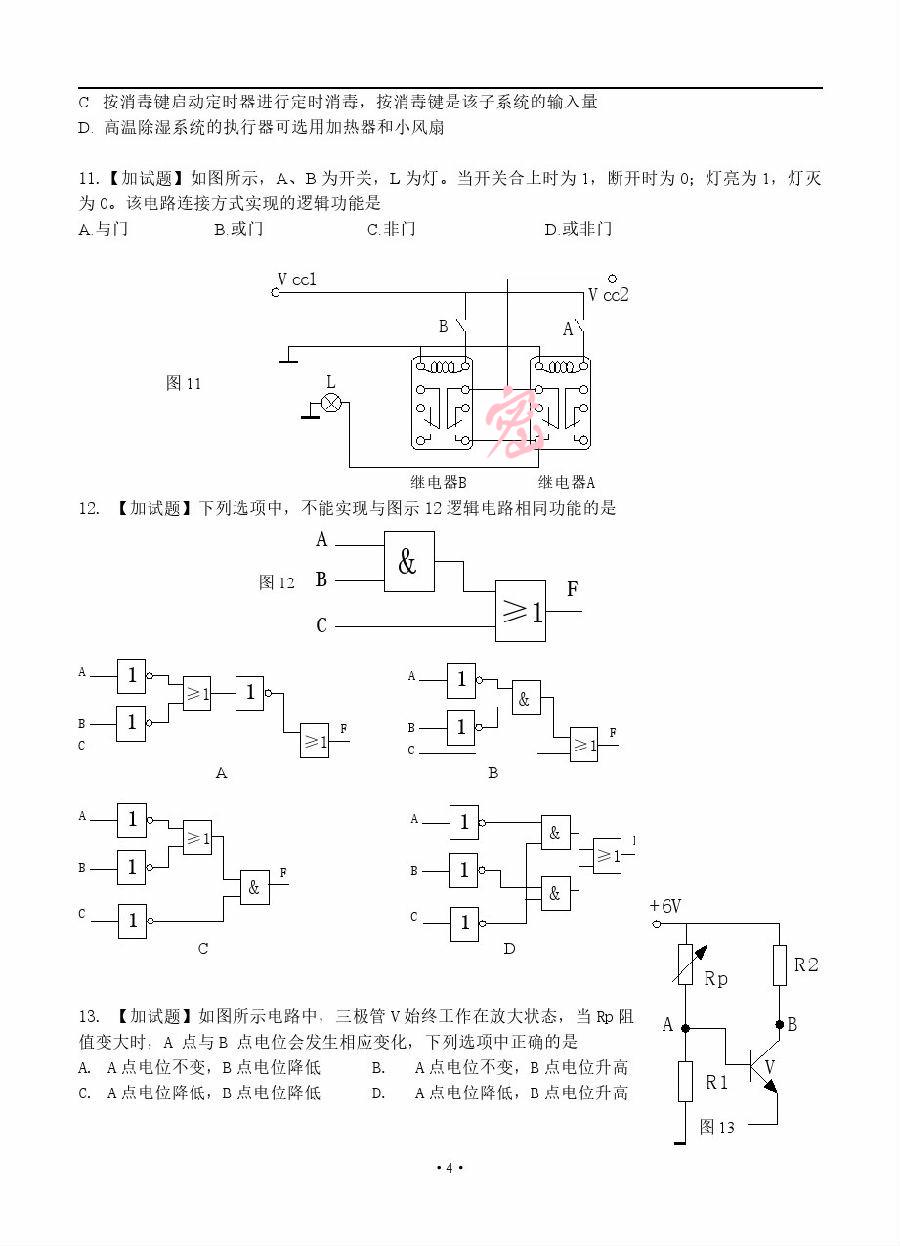 C 按消毒键启动定时器进行定时消毒，按消毒键是该子系统的输入量
D. 高温除湿系统的执行器可选用加热器和小风扇
11.【加试题】如图所示，A、B 为开关，L 为灯。当开关合上时为 1，断开时为 0；灯亮为 1，灯灭
为 0。该电路连接方式实现的逻辑功能是
A.与门 B.或门 C.非门 D.或非门
V cc1
V cc2
B
A
图 11
L
密
继电器B
继电器A
12. 【加试题】下列选项中，不能实现与图示 12 逻辑电路相同功能的是
A
&
图 12
B
≥1
F
C
A
1
≥1
1
B
1
C
≥1
F
A
A
1
&
B
1
C
≥1
F
B
A
1
≥1
B
1
&
F
C
1
C
A
1
&
≥1
B
1
&
C
1
D
+6V
Rp
R2
A
B
R1
V
图 13
13. 【加试题】如图所示电路中，三极管 V 始终工作在放大状态，当 Rp 阻
值变大时，A 点与 B 点电位会发生相应变化，下列选项中正确的是
A. A 点电位不变，B 点电位降低 B. A 点电位不变，B 点电位升高
C. A 点电位降低，B 点电位降低 D. A 点电位降低，B 点电位升高
·4·